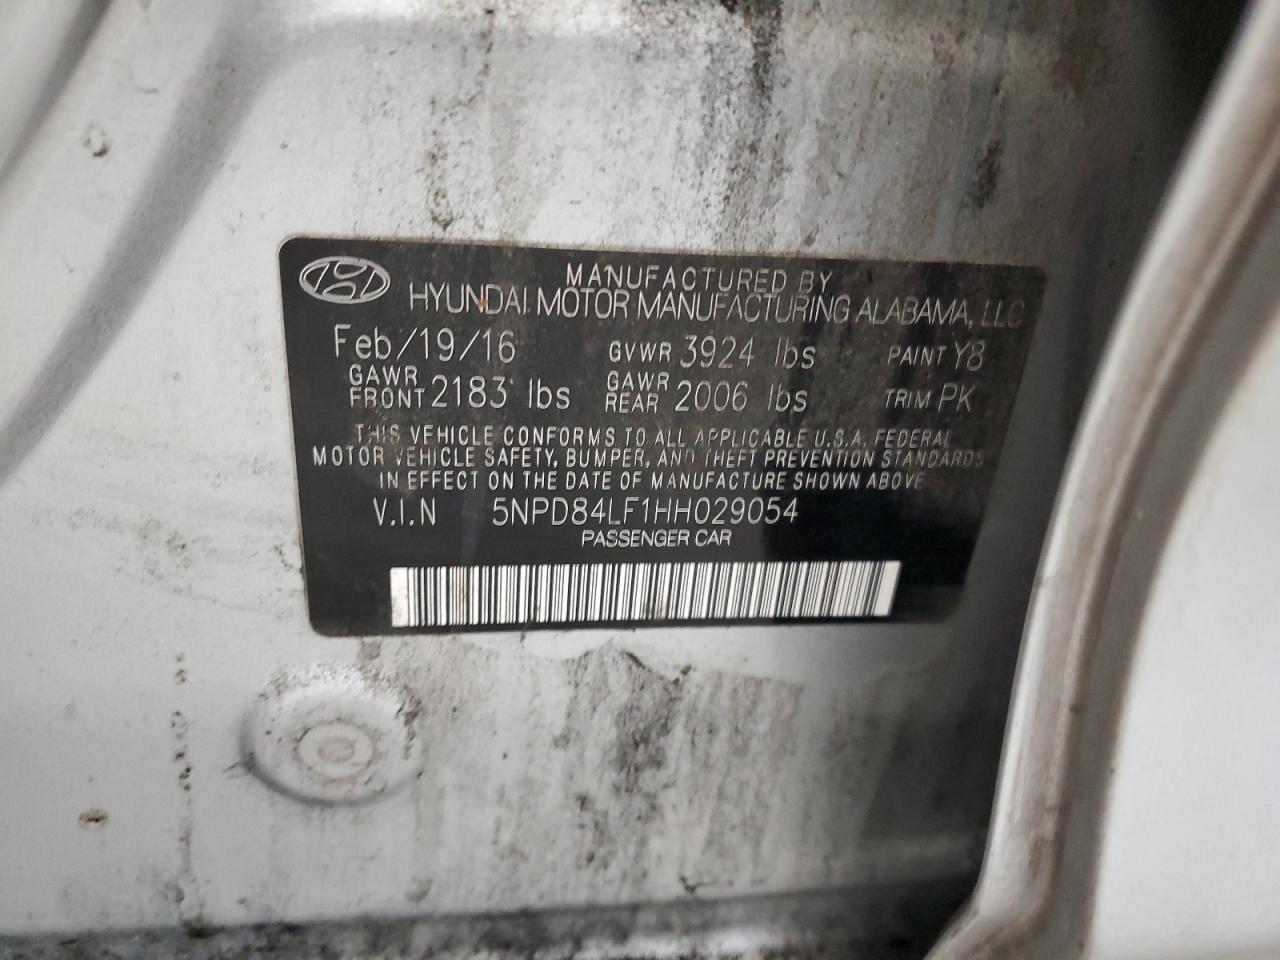 MANUFACTURED BY
HYUNDAI MOTOR MANUFACTURING ALABAMA, LLC
Feb/19/16 GVWR 3924 lbs PAINT Y8
GAWR FRONT 2183 lbs GAWR REAR 2006 lbs TRIM PK
THIS VEHICLE CONFORMS TO ALL APPLICABLE U.S.A. FEDERAL
MOTOR VEHICLE SAFETY, BUMPER, AND THEFT PREVENTION STANDARDS
IN EFFECT ON THE DATE OF MANUFACTURE SHOWN ABOVE
V.I.N 5NPD84LF1HH029054
PASSENGER CAR